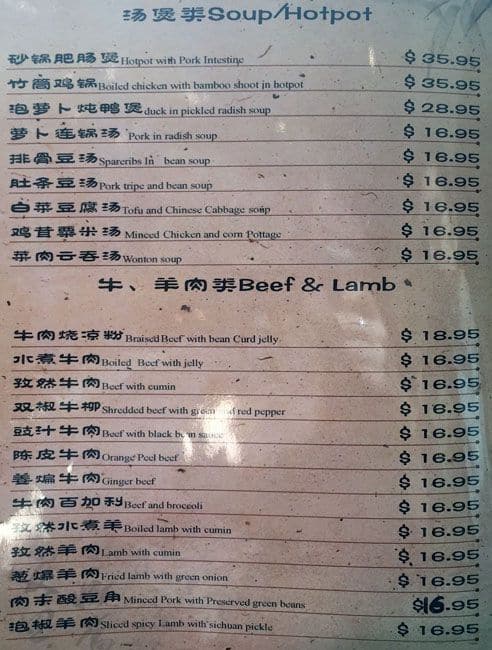 汤煲类Soup/Hotpot
砂锅肥肠煲Hotpot with Pork Intestine $ 35.95
竹筒鸡锅Boiled chicken with bamboo shoot in hotpot $ 35.95
泡萝卜炖鸭煲duck in pickled radish soup $ 28.95
萝卜连锅汤 Pork in radish soup $ 16.95
排骨豆汤Spareribs In bean soup $ 16.95
肚条豆汤Pork tripe and bean soup $ 16.95
白菜豆腐汤Tofu and Chinese Cabbage soup $ 16.95
鸡茸粟米汤 Minced Chicken and corn Pottage $ 16.95
菜肉云吞汤Wonton soup $ 16.95
牛、羊肉类Beef & Lamb
牛肉烧凉粉Braised Beef with bean Curd jelly $ 18.95
水煮牛肉Boiled Beef with jelly $ 16.95
孜然牛肉Beef with cumin $ 16.95
双椒牛柳Shredded beef with green and red pepper $ 16.95
豉汁牛肉Beef with black bean sauce $ 16.95
陈皮牛肉Orange Peel beef $ 16.95
姜煸牛肉Ginger beef $ 16.95
牛肉百加利Beef and broccoli $ 16.95
孜然水煮羊Boiled lamb with cumin $ 16.95
孜然羊肉Lamb with cumin $ 16.95
葱爆羊肉Fried lamb with green onion $ 16.95
肉末酸豆角Minced Pork with Preserved green beans $16.95
泡椒羊肉Sliced spicy Lamb with sichuan pickle $ 16.95